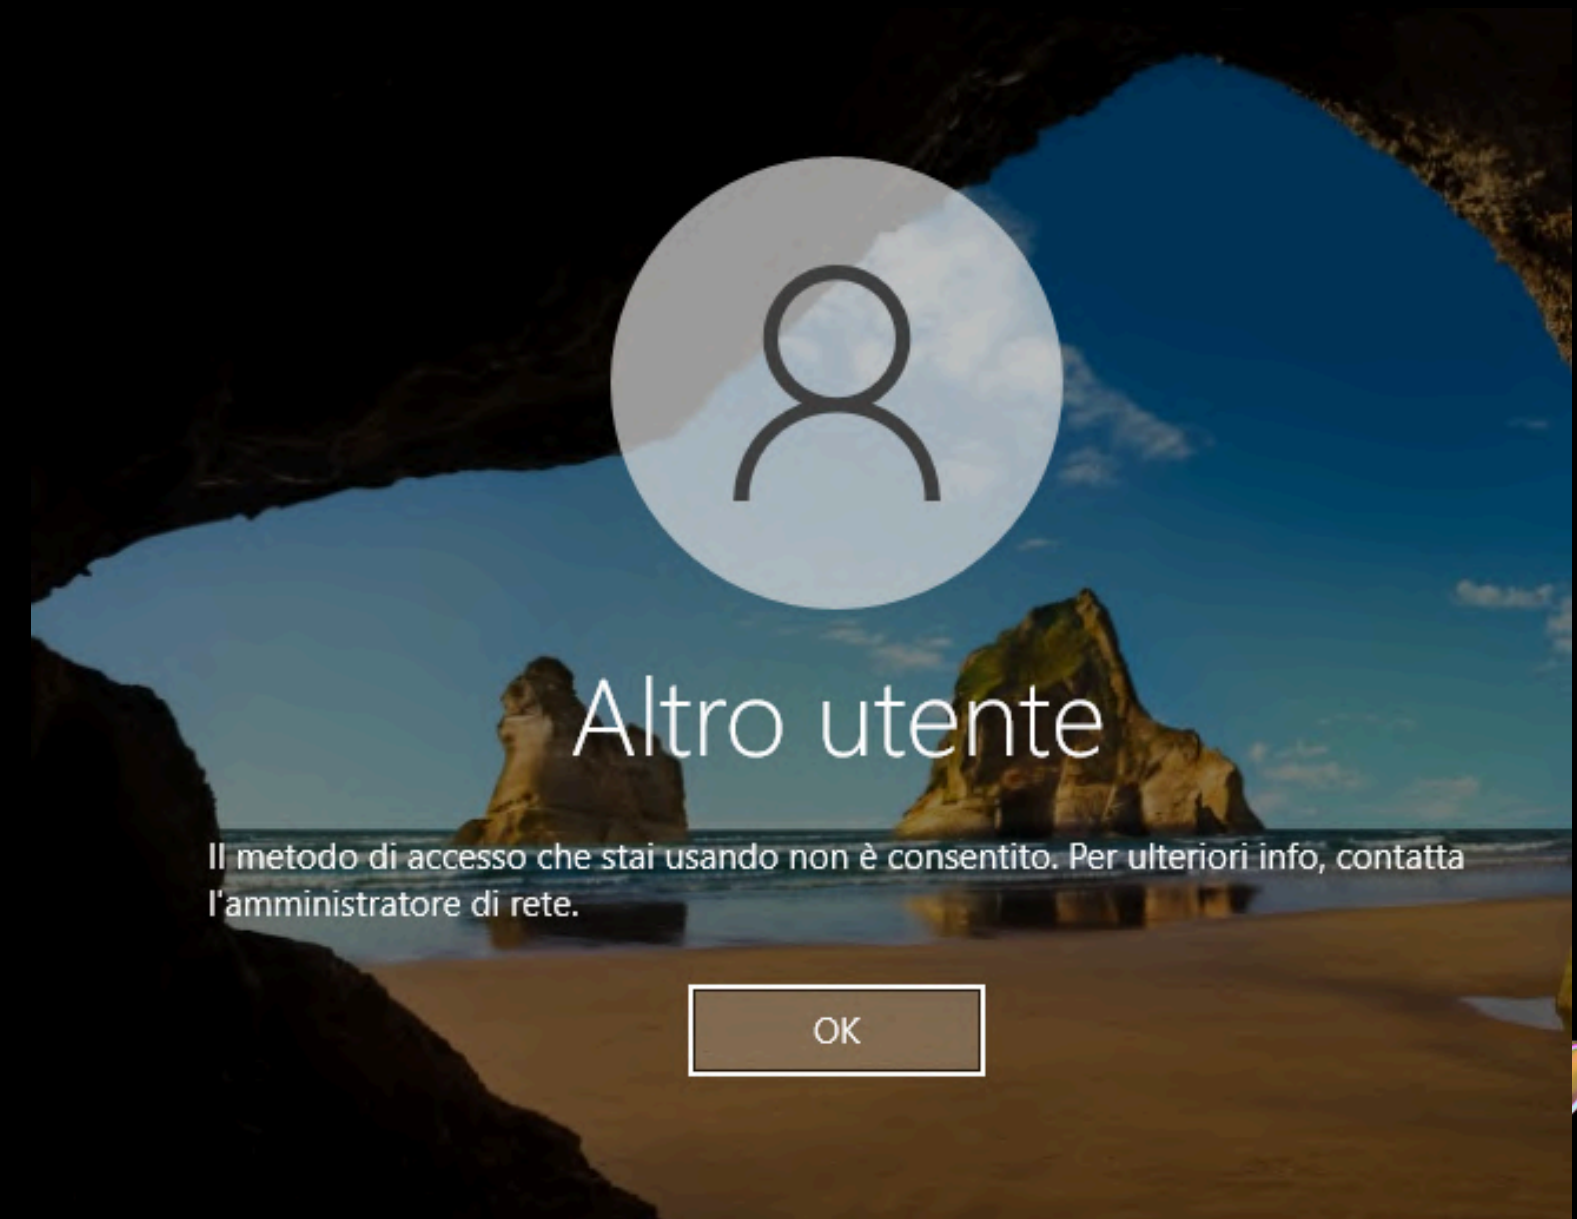 Altro utente
Il metodo di accesso che stai usando non è consentito. Per ulteriori info, contatta
l'amministratore di rete.
OK